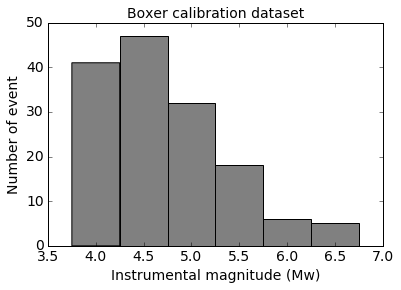 Boxer calibration dataset
50
40
30
20
10
0
Number of event
3.5 4.0 4.5 5.0 5.5 6.0 6.5 7.0
Instrumental magnitude (Mw)